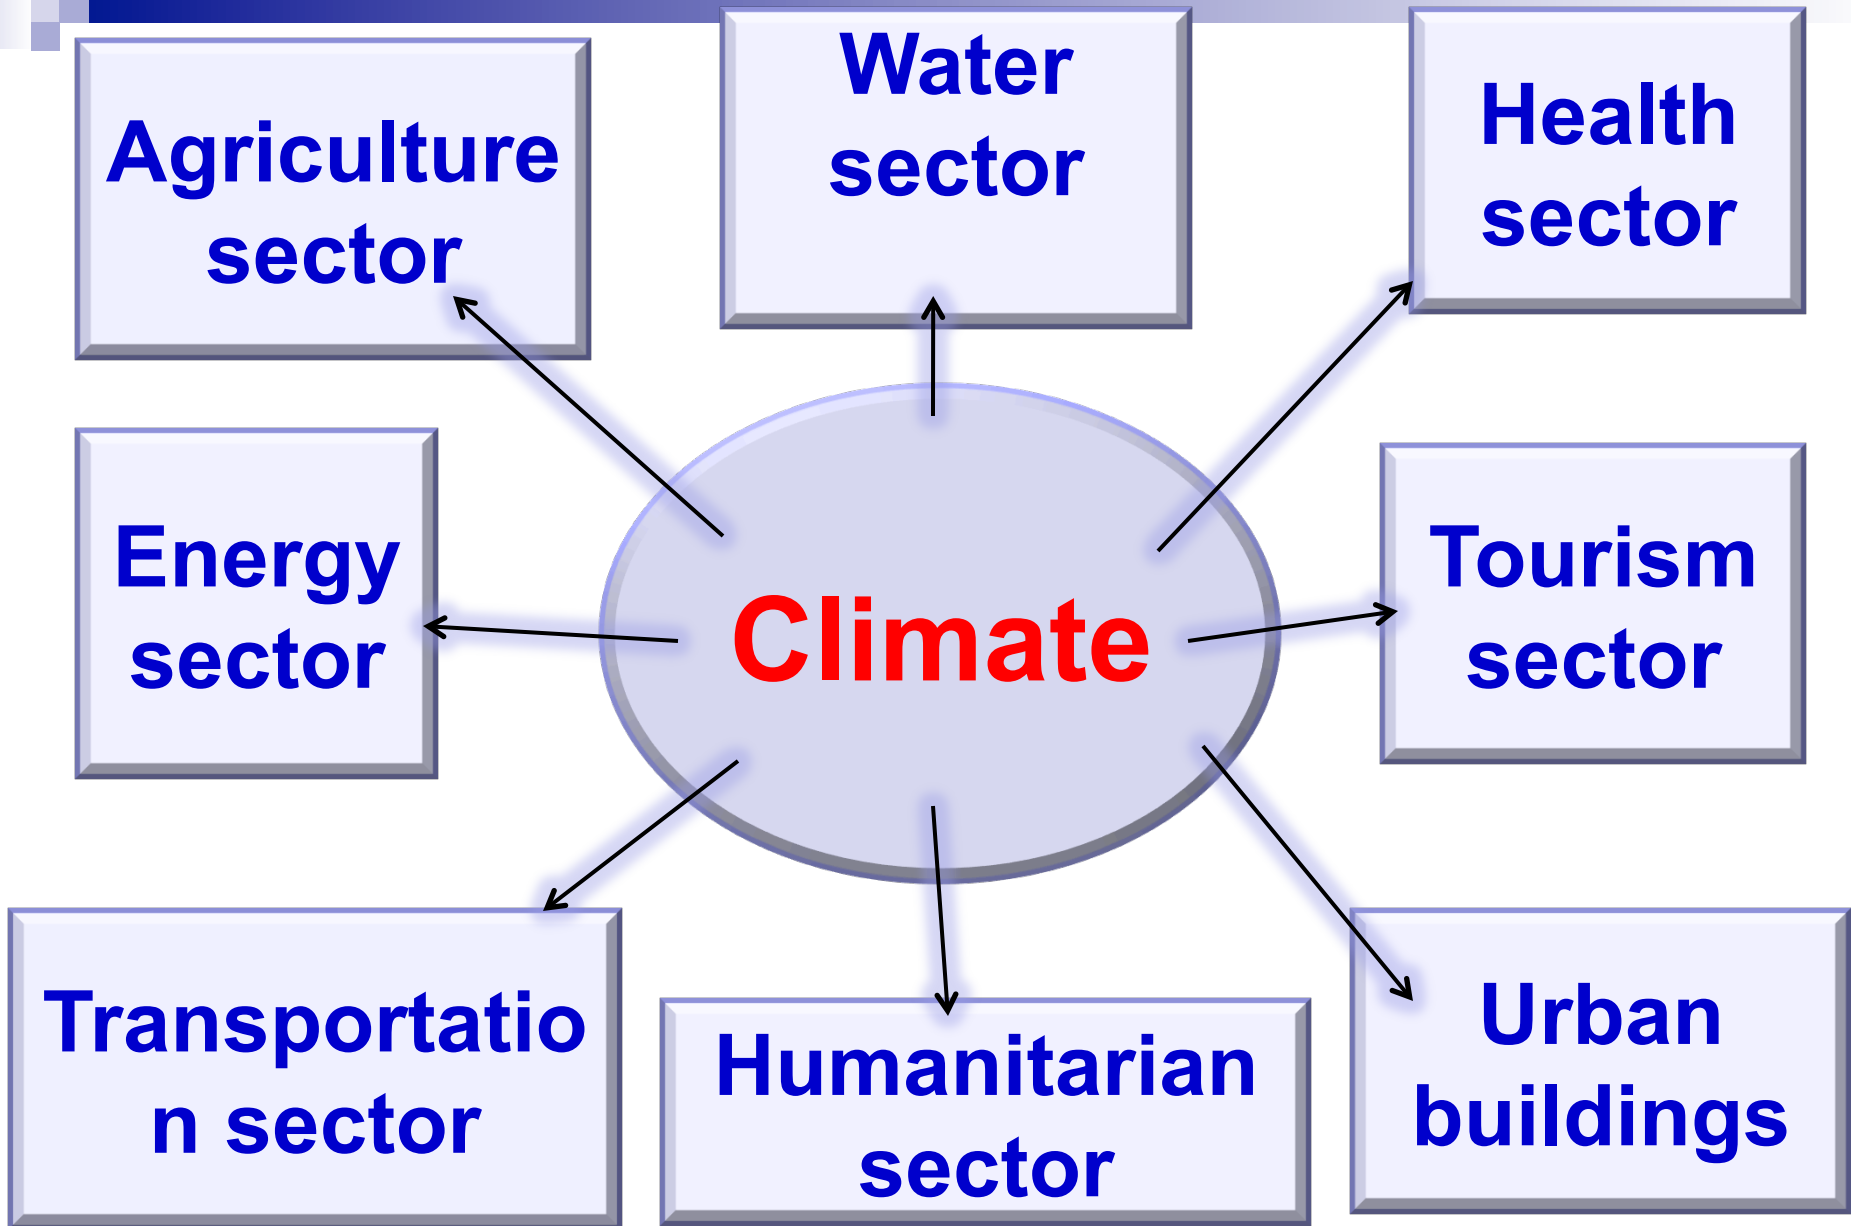 Agriculture
sector
Water
sector
Health
sector
Energy
sector
Climate
Tourism
sector
Transportatio
n sector
Humanitarian
sector
Urban
buildings